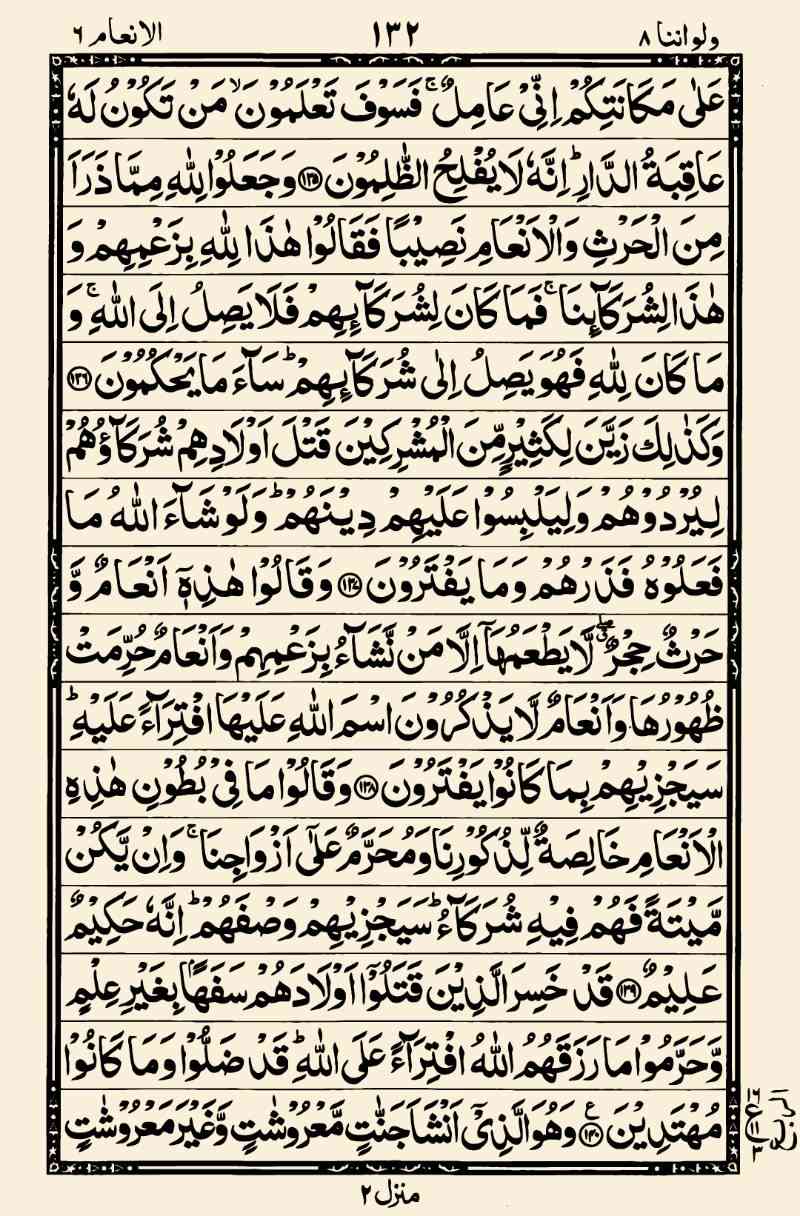 ولواننا ٨
١٣٢
الانعام ٦
عَلٰى مَكَانَتِكُمْ اِنِّىْ عَامِلٌ ۚ فَسَوْفَ تَعْلَمُوْنَ ۙ مَنْ تَكُوْنُ لَهٗ
عَاقِبَةُ الدَّارِ ؕ اِنَّهٗ لَا يُفْلِحُ الظّٰلِمُوْنَ ﴿١٣٥﴾ وَجَعَلُوْا لِلّٰهِ مِمَّا ذَرَاَ
مِنَ الْحَرْثِ وَالْاَنْعَامِ نَصِيْبًا فَقَالُوْا هٰذَا لِلّٰهِ بِزَعْمِهِمْ وَ
هٰذَا لِشُرَكَآئِنَا ۚ فَمَا كَانَ لِشُرَكَآئِهِمْ فَلَا يَصِلُ اِلَى اللّٰهِ ۚ وَ
مَا كَانَ لِلّٰهِ فَهُوَ يَصِلُ اِلٰى شُرَكَآئِهِمْ ؕ سَآءَ مَا يَحْكُمُوْنَ ﴿١٣٦﴾
وَكَذٰلِكَ زَيَّنَ لِكَثِيْرٍ مِّنَ الْمُشْرِكِيْنَ قَتْلَ اَوْلَادِهِمْ شُرَكَآؤُهُمْ
لِيُرْدُوْهُمْ وَلِيَلْبِسُوْا عَلَيْهِمْ دِيْنَهُمْ ؕ وَلَوْ شَآءَ اللّٰهُ مَا
فَعَلُوْهُ فَذَرْهُمْ وَمَا يَفْتَرُوْنَ ﴿١٣٧﴾ وَقَالُوْا هٰذِهٖٓ اَنْعَامٌ وَّ
حَرْثٌ حِجْرٌ ۖ لَّا يَطْعَمُهَآ اِلَّا مَنْ نَّشَآءُ بِزَعْمِهِمْ وَاَنْعَامٌ حُرِّمَتْ
ظُهُوْرُهَا وَاَنْعَامٌ لَّا يَذْكُرُوْنَ اسْمَ اللّٰهِ عَلَيْهَا افْتِرَآءً عَلَيْهِ ؕ
سَيَجْزِيْهِمْ بِمَا كَانُوْا يَفْتَرُوْنَ ﴿١٣٨﴾ وَقَالُوْا مَا فِىْ بُطُوْنِ هٰذِهِ
الْاَنْعَامِ خَالِصَةٌ لِّذُكُوْرِنَا وَمُحَرَّمٌ عَلٰٓى اَزْوَاجِنَا ۚ وَاِنْ يَّكُنْ
مَّيْتَةً فَهُمْ فِيْهِ شُرَكَآءُ ؕ سَيَجْزِيْهِمْ وَصْفَهُمْ ؕ اِنَّهٗ حَكِيْمٌ
عَلِيْمٌ ﴿١٣٩﴾ قَدْ خَسِرَ الَّذِيْنَ قَتَلُوْٓا اَوْلَادَهُمْ سَفَهًۢا بِغَيْرِ عِلْمٍ
وَّحَرَّمُوْا مَا رَزَقَهُمُ اللّٰهُ افْتِرَآءً عَلَى اللّٰهِ ؕ قَدْ ضَلُّوْا وَمَا كَانُوْا
مُهْتَدِيْنَ ﴿١٤٠﴾ ع وَهُوَ الَّذِىْٓ اَنْشَاَ جَنّٰتٍ مَّعْرُوْشٰتٍ وَّغَيْرَ مَعْرُوْشٰتٍ
١٦
ع
١١
٣
منزل ٢